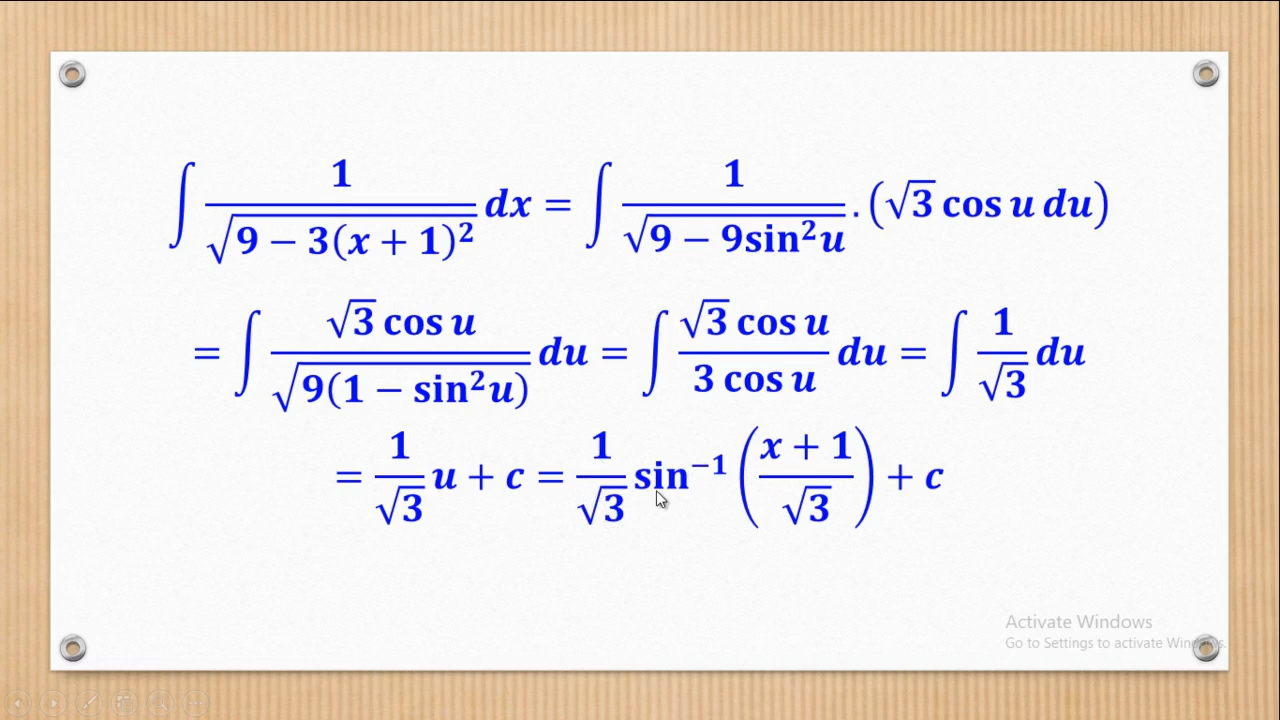 ∫ 1/√(9 − 3(x + 1)²) dx = ∫ 1/√(9 − 9sin²u) . (√3 cos u du)
= ∫ √3 cos u/√(9(1 − sin²u)) du = ∫ √3 cos u/3 cos u du = ∫ 1/√3 du
= 1/√3 u + c = 1/√3 sin⁻¹((x + 1)/√3) + c
Activate Windows
Go to Settings to activate Windows.